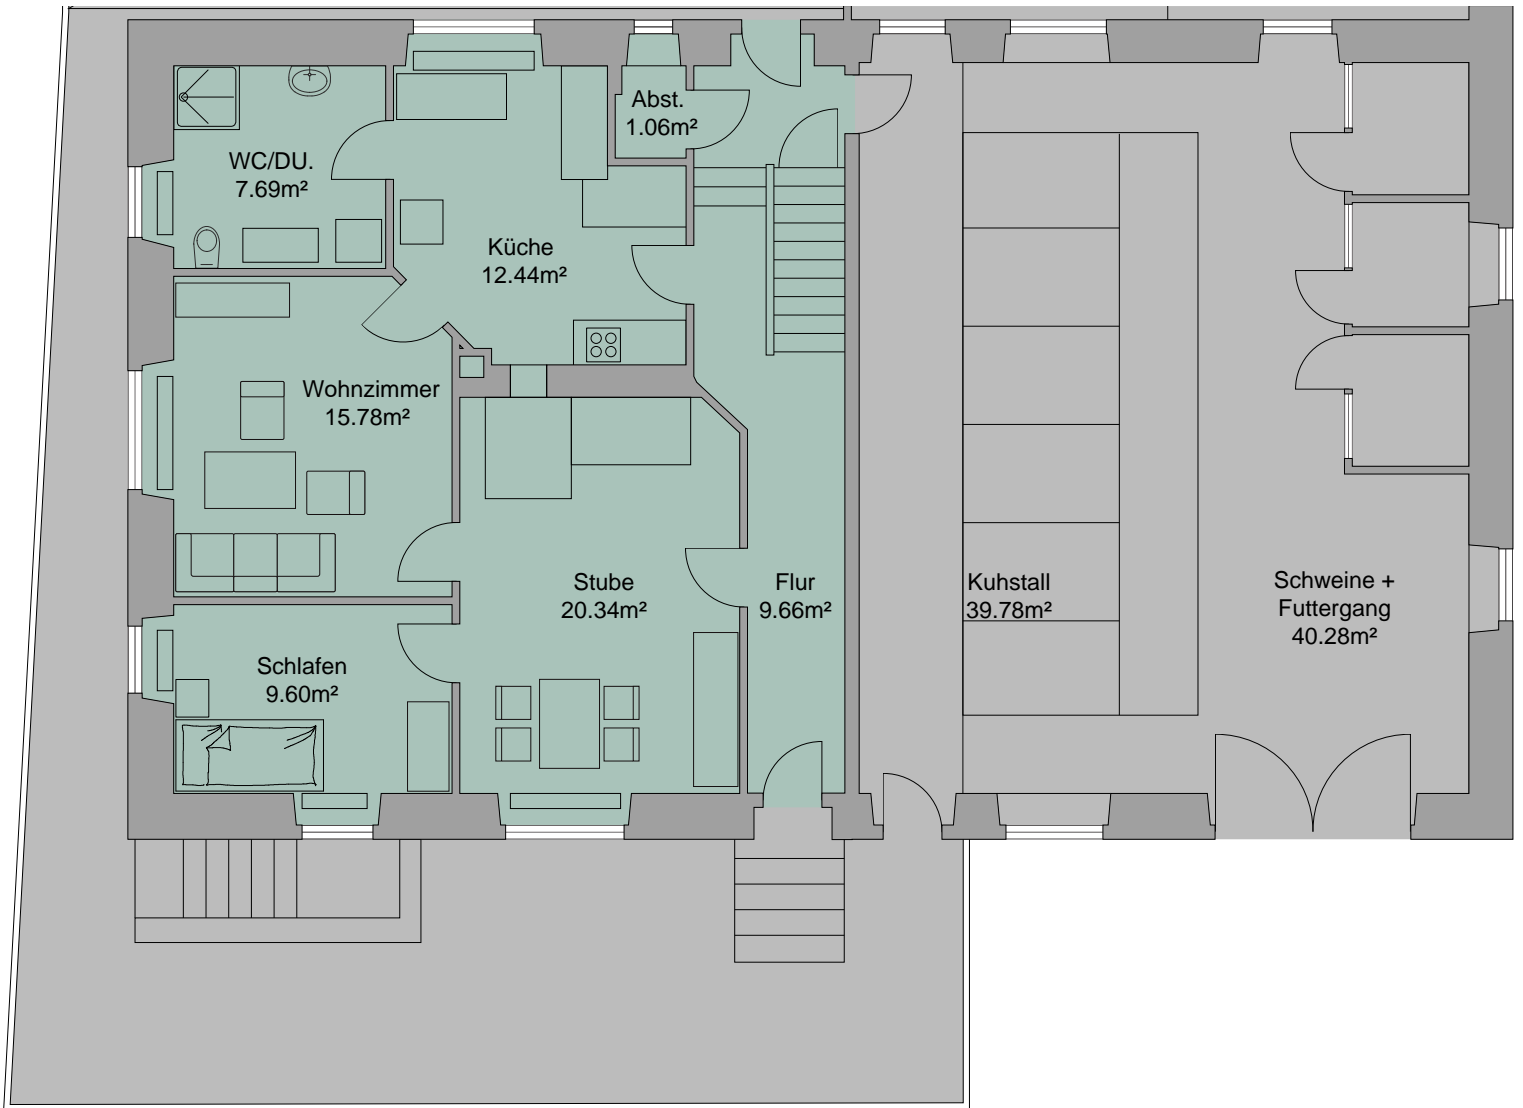 Abst.
1.06m²
WC/DU.
7.69m²
Küche
12.44m²
Wohnzimmer
15.78m²
Stube
20.34m²
Flur
9.66m²
Kuhstall
39.78m²
Schweine +
Futtergang
40.28m²
Schlafen
9.60m²